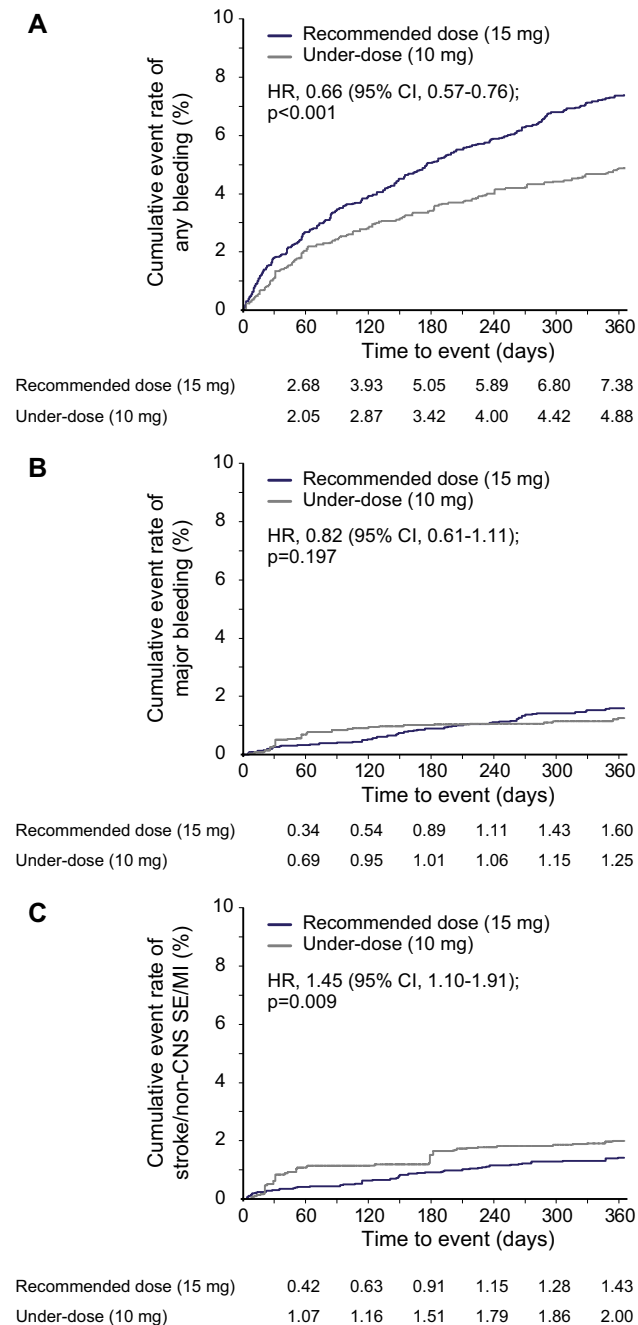 A
Cumulative event rate of
any bleeding (%)
10
8
6
4
2
0
Recommended dose (15 mg)
Under-dose (10 mg)
HR, 0.66 (95% CI, 0.57-0.76);
p<0.001
0 60 120 180 240 300 360
Time to event (days)
Recommended dose (15 mg) 2.68 3.93 5.05 5.89 6.80 7.38
Under-dose (10 mg) 2.05 2.87 3.42 4.00 4.42 4.88
B
Cumulative event rate of
major bleeding (%)
10
8
6
4
2
0
Recommended dose (15 mg)
Under-dose (10 mg)
HR, 0.82 (95% CI, 0.61-1.11);
p=0.197
0 60 120 180 240 300 360
Time to event (days)
Recommended dose (15 mg) 0.34 0.54 0.89 1.11 1.43 1.60
Under-dose (10 mg) 0.69 0.95 1.01 1.06 1.15 1.25
C
Cumulative event rate of
stroke/non-CNS SE/MI (%)
10
8
6
4
2
0
Recommended dose (15 mg)
Under-dose (10 mg)
HR, 1.45 (95% CI, 1.10-1.91);
p=0.009
0 60 120 180 240 300 360
Time to event (days)
Recommended dose (15 mg) 0.42 0.63 0.91 1.15 1.28 1.43
Under-dose (10 mg) 1.07 1.16 1.51 1.79 1.86 2.00